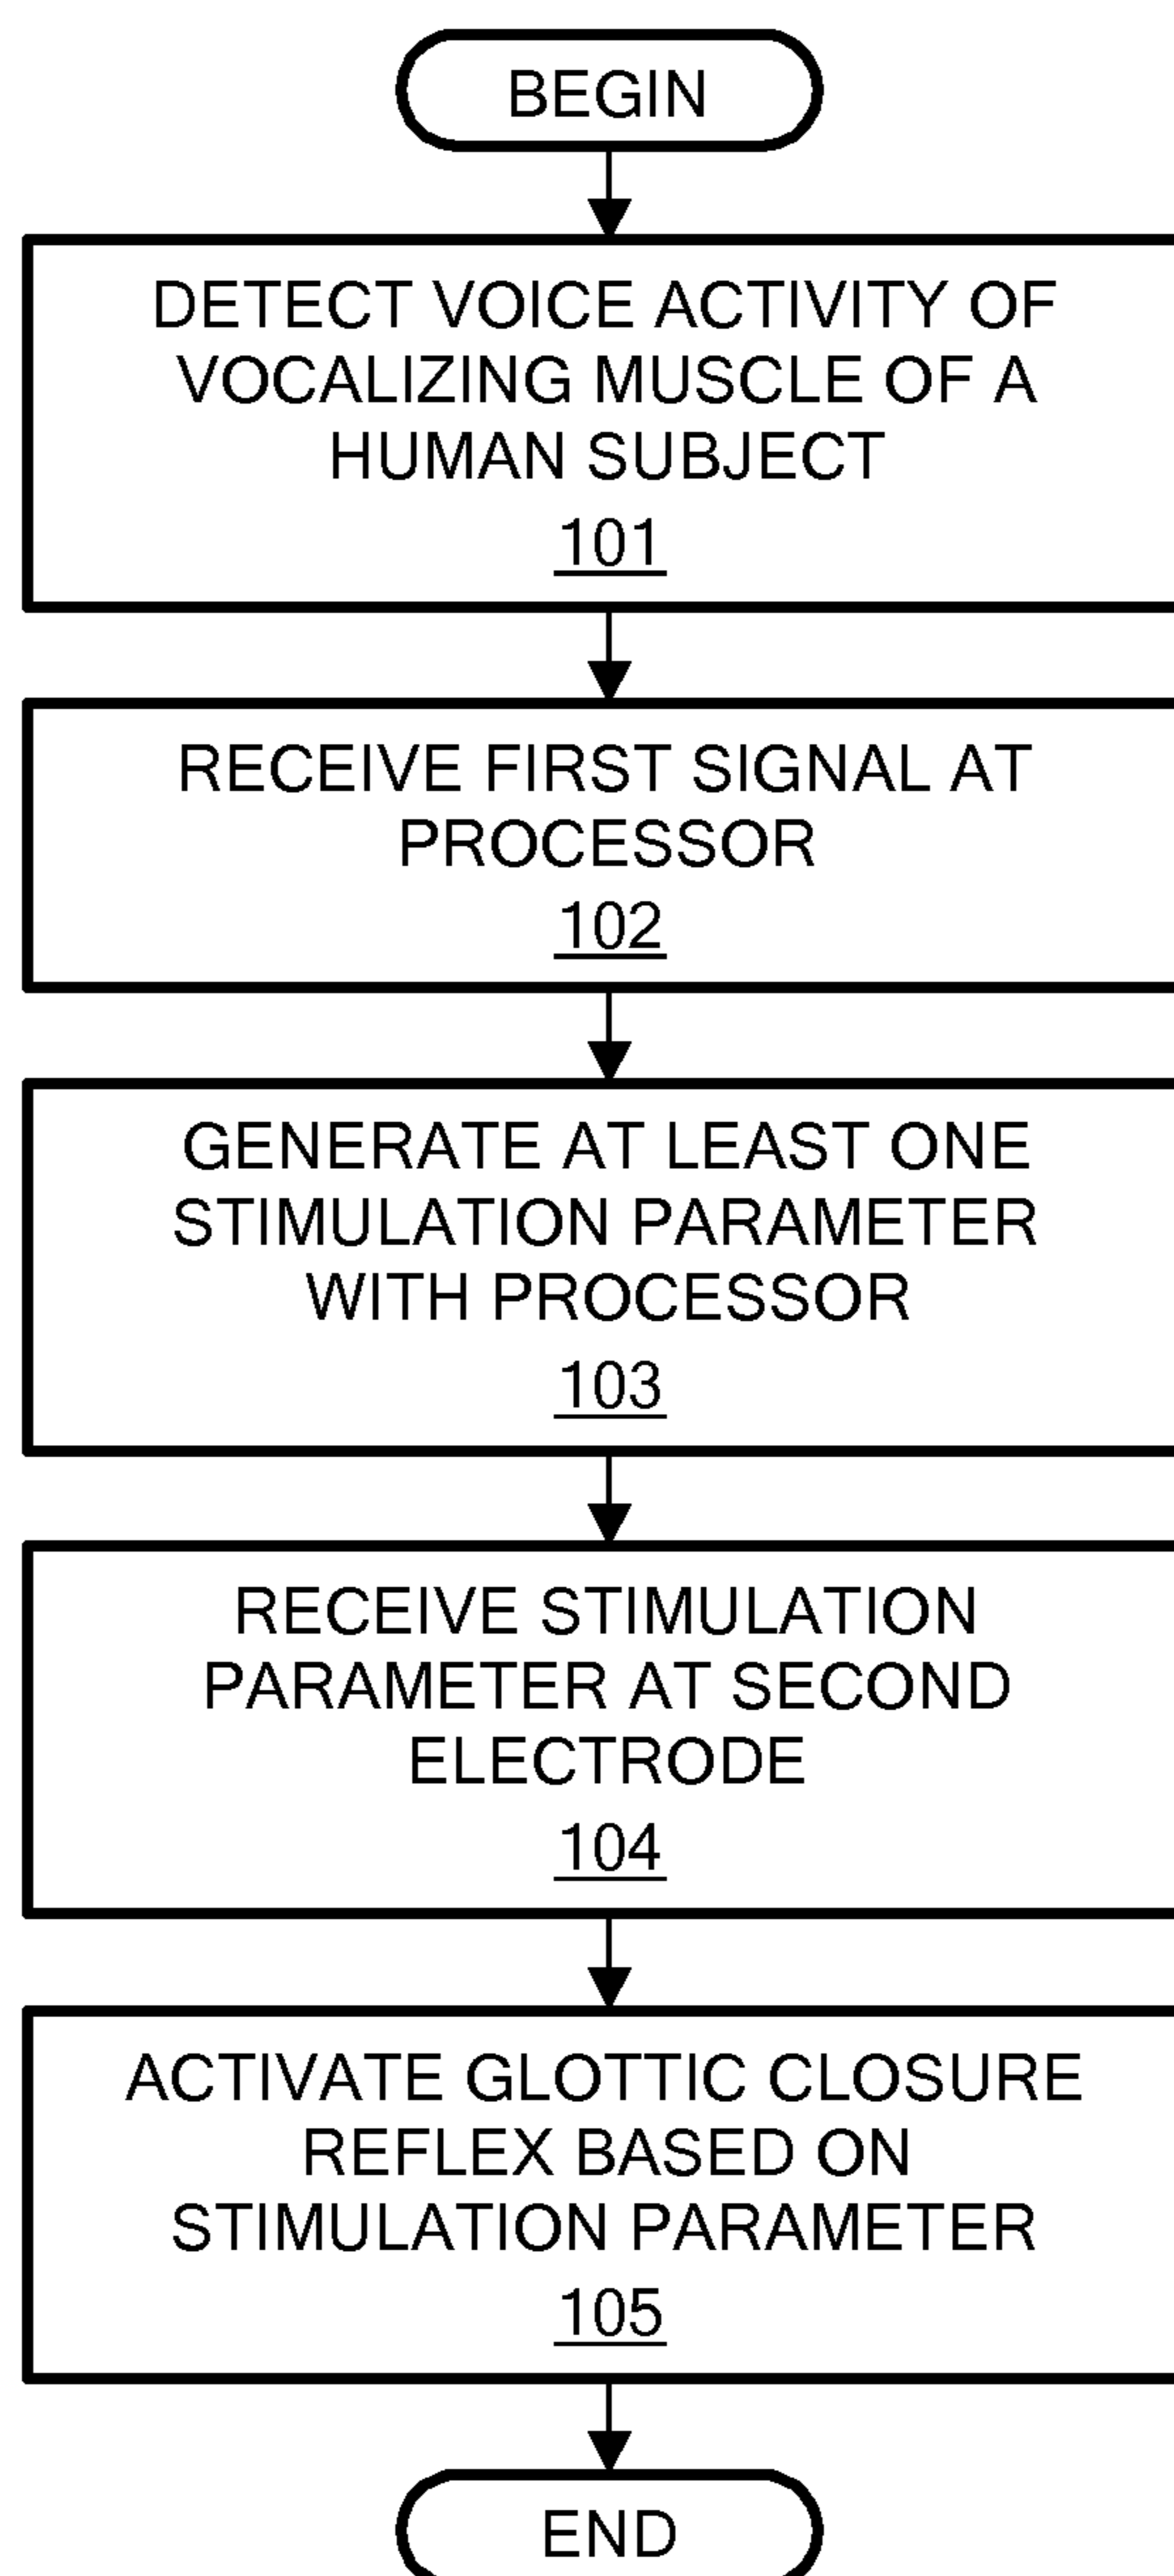 BEGIN
DETECT VOICE ACTIVITY OF
VOCALIZING MUSCLE OF A
HUMAN SUBJECT
101
RECEIVE FIRST SIGNAL AT
PROCESSOR
102
GENERATE AT LEAST ONE
STIMULATION PARAMETER
WITH PROCESSOR
103
RECEIVE STIMULATION
PARAMETER AT SECOND
ELECTRODE
104
ACTIVATE GLOTTIC CLOSURE
REFLEX BASED ON
STIMULATION PARAMETER
105
END